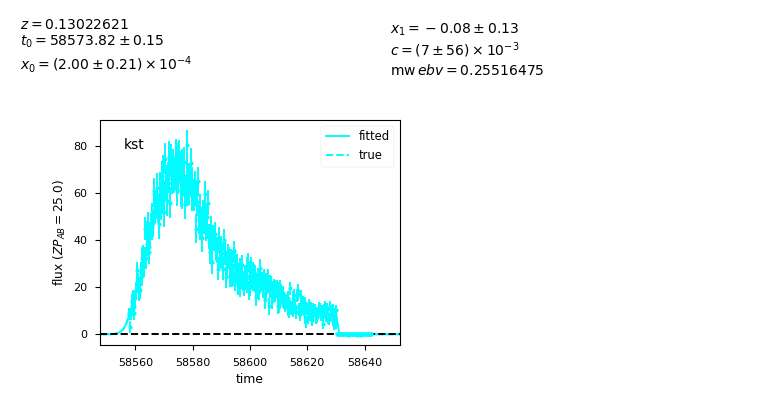 z = 0.13022621
t₀ = 58573.82 ± 0.15
x₀ = (2.00 ± 0.21) × 10⁻⁴
x₁ = −0.08 ± 0.13
c = (7 ± 56) × 10⁻³
mw ebv = 0.25516475
kst
fitted
true
flux (ZP_AB = 25.0)
80
60
40
20
0
58560 58580 58600 58620 58640
time